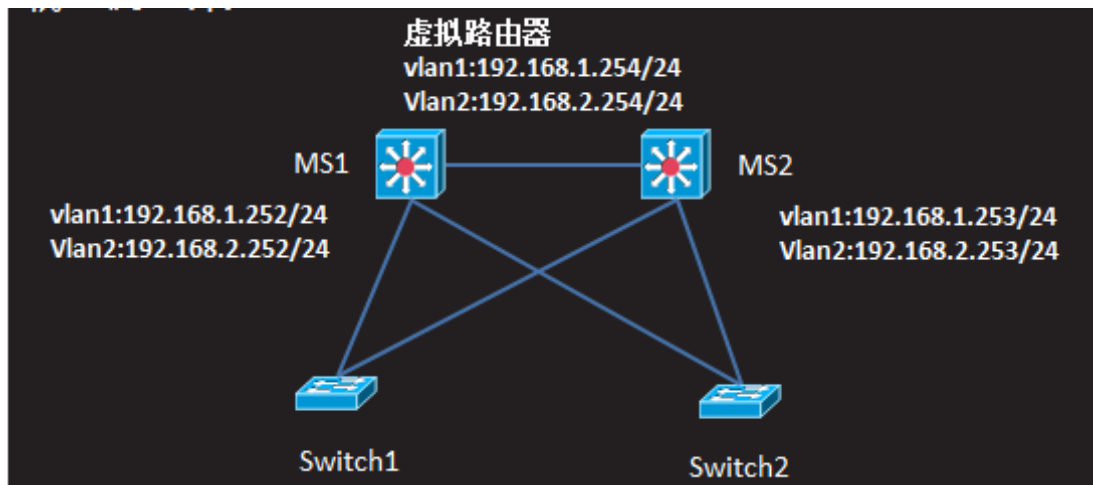 虚拟路由器
vlan1:192.168.1.254/24
Vlan2:192.168.2.254/24
MS1
MS2
vlan1:192.168.1.252/24
Vlan2:192.168.2.252/24
vlan1:192.168.1.253/24
Vlan2:192.168.2.253/24
Switch1
Switch2